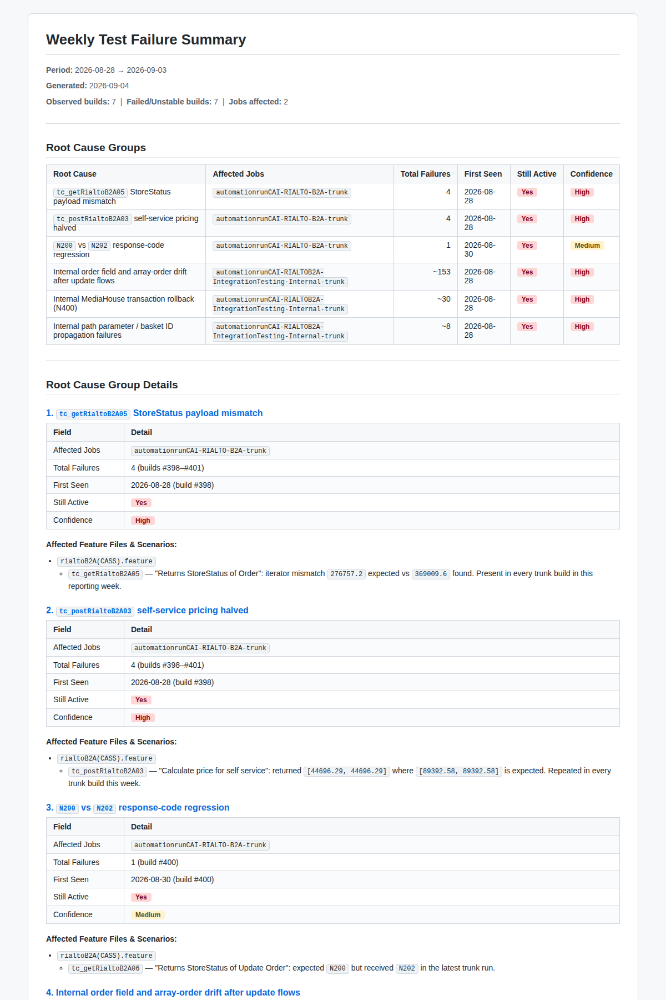 Weekly Test Failure Summary
Period: 2026-08-28 → 2026-09-03
Generated: 2026-09-04
Observed builds: 7 | Failed/Unstable builds: 7 | Jobs affected: 2
Root Cause Groups
Root Cause Affected Jobs Total Failures First Seen Still Active Confidence
tc_getRialtoB2A05 StoreStatus automationrunCAI-RIALTO-B2A-trunk 4 2026-08- Yes High
payload mismatch 28
tc_postRialtoB2A03 self-service pricing automationrunCAI-RIALTO-B2A-trunk 4 2026-08- Yes High
halved 28
N200 vs N202 response-code automationrunCAI-RIALTO-B2A-trunk 1 2026-08- Yes Medium
regression 30
Internal order field and array-order drift automationrunCAI-RIALTOB2A- ~153 2026-08- Yes High
after update flows IntegrationTesting-Internal-trunk 28
Internal MediaHouse transaction rollback automationrunCAI-RIALTOB2A- ~30 2026-08- Yes High
(N400) IntegrationTesting-Internal-trunk 28
Internal path parameter / basket ID automationrunCAI-RIALTOB2A- ~8 2026-08- Yes High
propagation failures IntegrationTesting-Internal-trunk 28
Root Cause Group Details
1. tc_getRialtoB2A05 StoreStatus payload mismatch
Field Detail
Affected Jobs automationrunCAI-RIALTO-B2A-trunk
Total Failures 4 (builds #398–#401)
First Seen 2026-08-28 (build #398)
Still Active Yes
Confidence High
Affected Feature Files & Scenarios:
• rialtoB2A(CASS).feature
◦ tc_getRialtoB2A05 — "Returns StoreStatus of Order": iterator mismatch 276757.2 expected vs 369009.6 found. Present in every trunk build in this
reporting week.
2. tc_postRialtoB2A03 self-service pricing halved
Field Detail
Affected Jobs automationrunCAI-RIALTO-B2A-trunk
Total Failures 4 (builds #398–#401)
First Seen 2026-08-28 (build #398)
Still Active Yes
Confidence High
Affected Feature Files & Scenarios:
• rialtoB2A(CASS).feature
◦ tc_postRialtoB2A03 — "Calculate price for self service": returned [44696.29, 44696.29] where [89392.58, 89392.58] is expected. Repeated in every
trunk build this week.
3. N200 vs N202 response-code regression
Field Detail
Affected Jobs automationrunCAI-RIALTO-B2A-trunk
Total Failures 1 (build #400)
First Seen 2026-08-30 (build #400)
Still Active Yes
Confidence Medium
Affected Feature Files & Scenarios:
• rialtoB2A(CASS).feature
◦ tc_getRialtoB2A06 — "Returns StoreStatus of Update Order": expected N200 but received N202 in the latest trunk run.
4. Internal order field and array-order drift after update flows